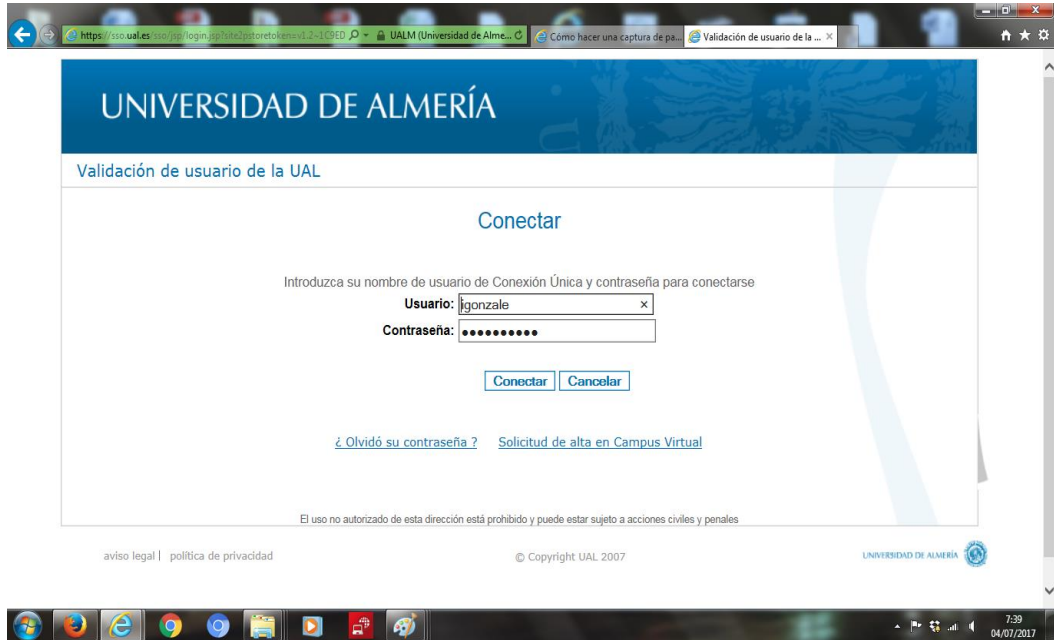 https://sso.ual.es/sso/jsp/login.jsp?site2pstoretoken=v1.2~1C9ED
UALM (Universidad de Alme...
Cómo hacer una captura de pa...
Validación de usuario de la ...
UNIVERSIDAD DE ALMERÍA
Validación de usuario de la UAL
Conectar
Introduzca su nombre de usuario de Conexión Única y contraseña para conectarse
Usuario: igonzale
Contraseña: ●●●●●●●●●●
Conectar Cancelar
¿ Olvidó su contraseña ? Solicitud de alta en Campus Virtual
El uso no autorizado de esta dirección está prohibido y puede estar sujeto a acciones civiles y penales
aviso legal | política de privacidad © Copyright UAL 2007 UNIVERSIDAD DE ALMERÍA
7:39
04/07/2017